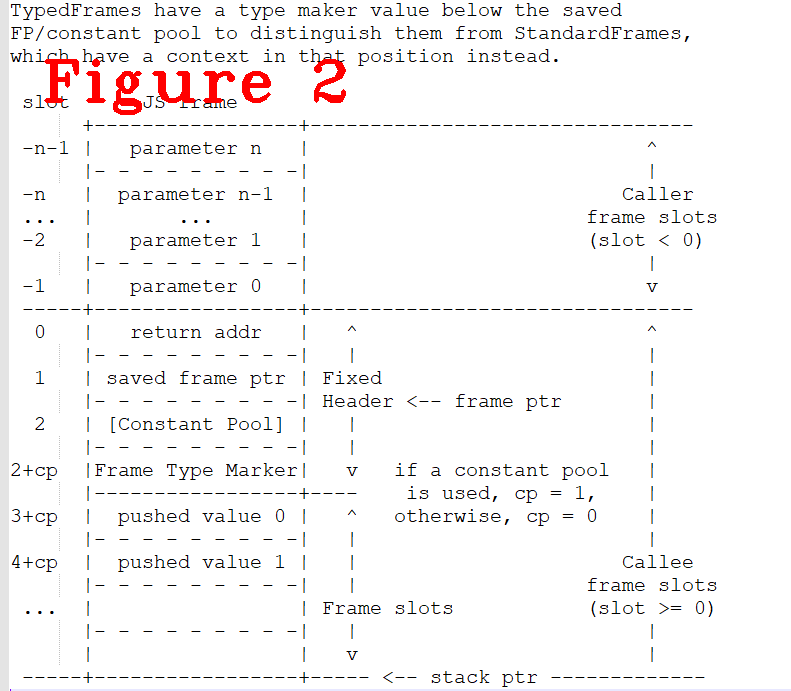 TypedFrames have a type maker value below the saved
FP/constant pool to distinguish them from StandardFrames,
which have a context in that position instead.
Figure 2
slot JS frame
+-----------------+--------------------------------
-n-1 | parameter n | ^
|- - - - - - - - -| |
-n | parameter n-1 | Caller
... | ... | frame slots
-2 | parameter 1 | (slot < 0)
|- - - - - - - - -| |
-1 | parameter 0 | v
-----+-----------------+--------------------------------
0 | return addr | ^ ^
|- - - - - - - - -| | |
1 | saved frame ptr | Fixed |
|- - - - - - - - -| Header <-- frame ptr |
2 | [Constant Pool] | | |
|- - - - - - - - -| | |
2+cp |Frame Type Marker| v if a constant pool |
|-----------------+---- is used, cp = 1, |
3+cp | pushed value 0 | ^ otherwise, cp = 0 |
|- - - - - - - - -| | |
4+cp | pushed value 1 | | Callee
|- - - - - - - - -| | frame slots
... | | Frame slots (slot >= 0)
|- - - - - - - - -| | |
| | v |
-----+-----------------+----- <-- stack ptr -------------